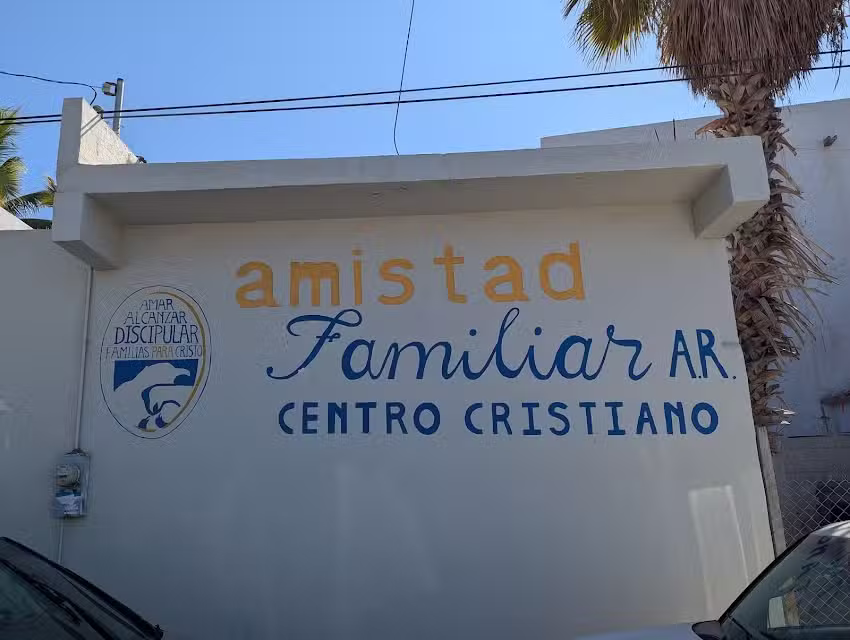 AMAR
ALCANZAR
DISCIPULAR
FAMILIAS PARA CRISTO
amistad
Familiar A.R.
CENTRO CRISTIANO